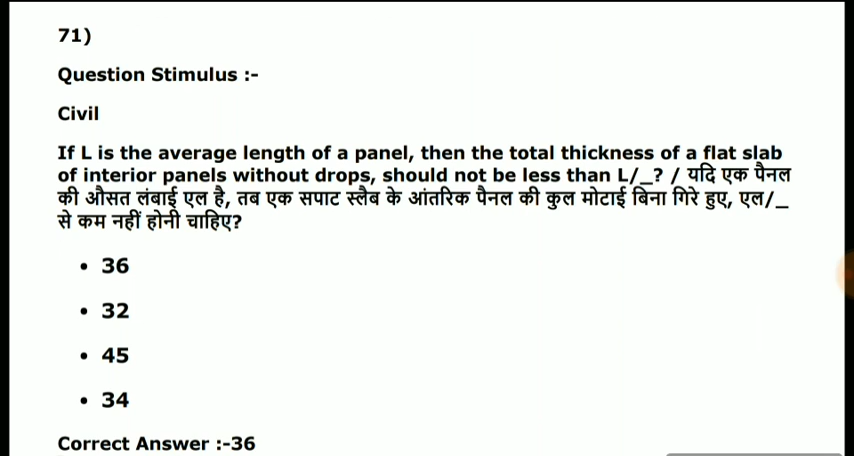 71)
Question Stimulus :-
Civil
If L is the average length of a panel, then the total thickness of a flat slab
of interior panels without drops, should not be less than L/_? / यदि एक पैनल
की औसत लंबाई एल है, तब एक सपाट स्लैब के आंतरिक पैनल की कुल मोटाई बिना गिरे हुए, एल/_
से कम नहीं होनी चाहिए?
• 36
• 32
• 45
• 34
Correct Answer :-36